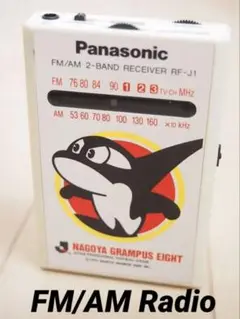 Panasonic
FM/AM 2-BAND RECEIVER RF-J1
FM 76 80 84 90 1 2 3 TV CH MHz
AM 53 60 70 80 100 130 160 ×10 kHz
J NAGOYA GRAMPUS EIGHT
FM/AM Radio